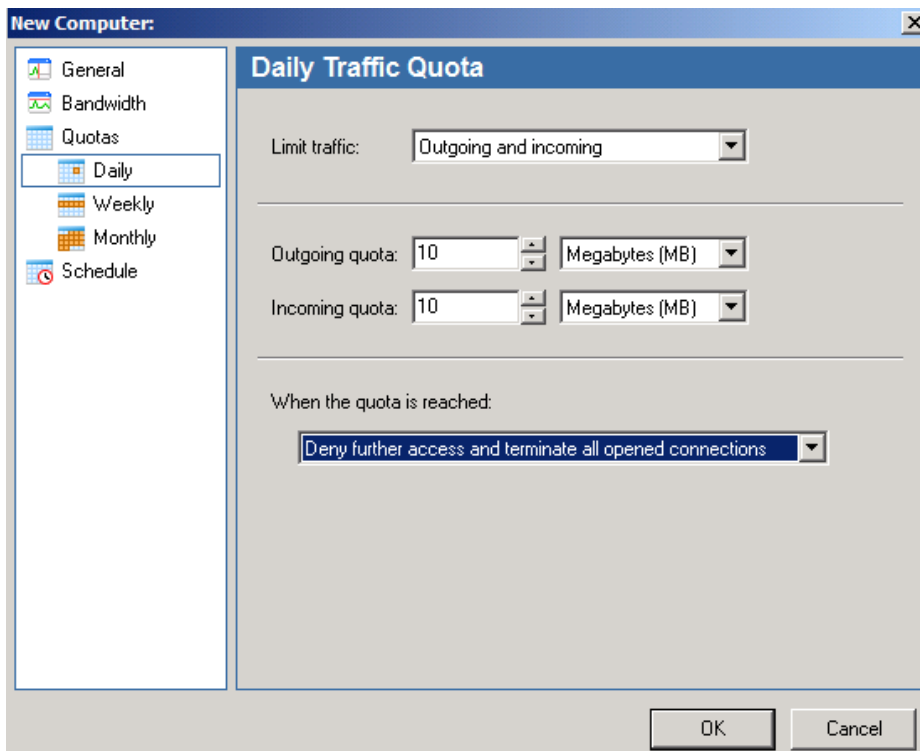 New Computer:
General
Bandwidth
Quotas
Daily
Weekly
Monthly
Schedule
Daily Traffic Quota
Limit traffic: Outgoing and incoming
Outgoing quota: 10 Megabytes (MB)
Incoming quota: 10 Megabytes (MB)
When the quota is reached:
Deny further access and terminate all opened connections
OK Cancel